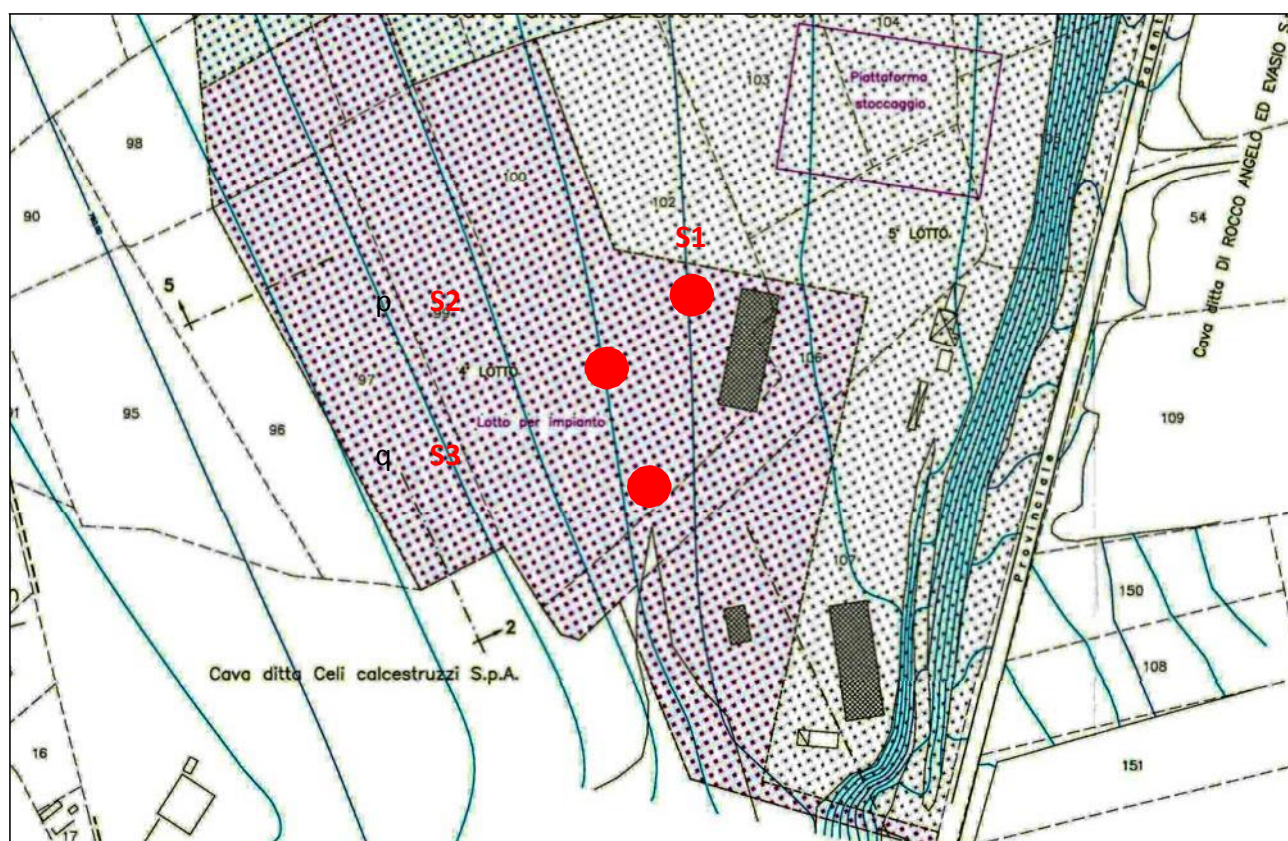 104
103
Piattaforma
stoccaggio
98
100
102
90
54
S1
5° LOTTO.
5
p
S2
99
106
97
4° LOTTO
109
95
96
Lotto per impianto
q
S3
Cava ditta DI ROCCO ANGELO ED EVASIO S
Provinciale
107
150
2
108
Cava ditta Celi calcestruzzi S.p.A.
16
151
17